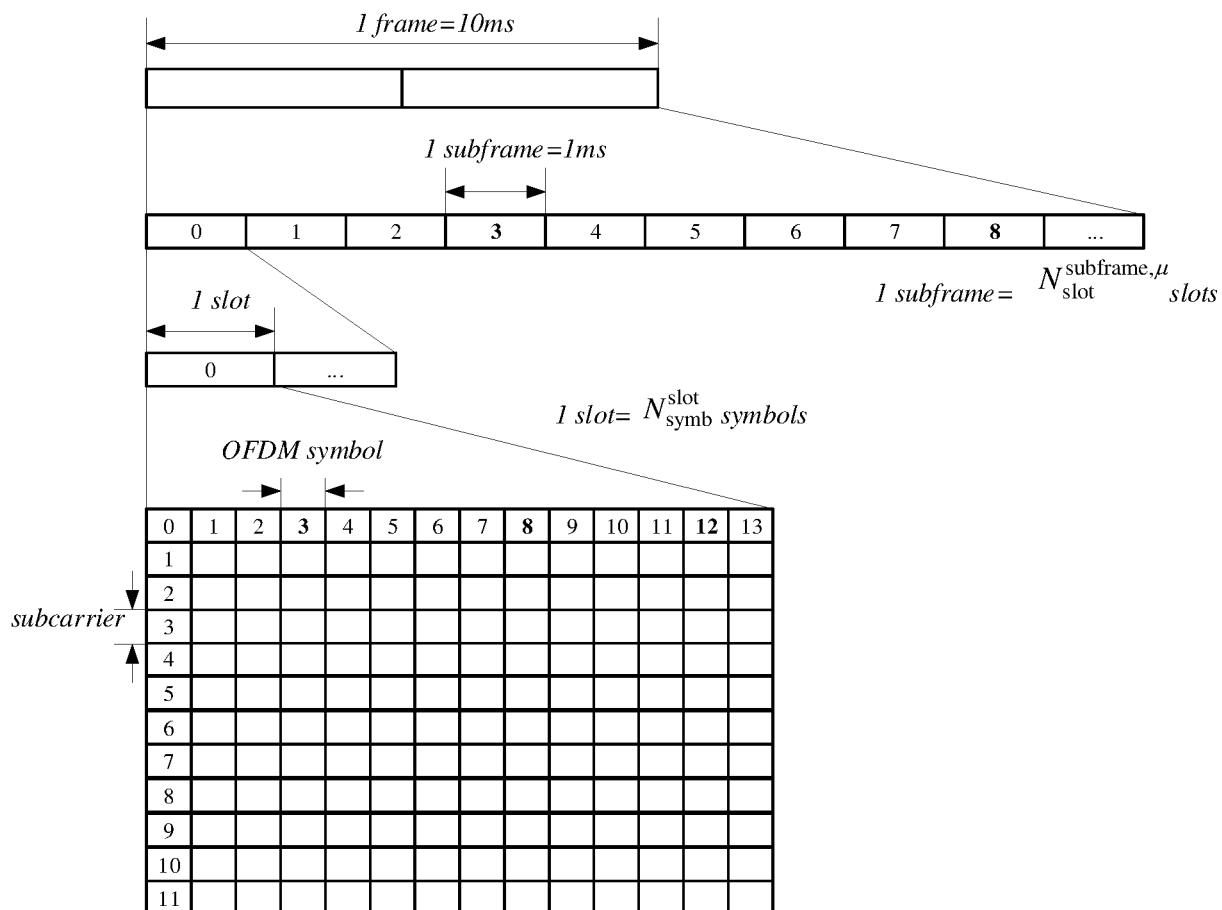 1 frame=10ms
1 subframe=1ms
0 1 2 3 4 5 6 7 8 ...
1 subframe= N_slot^subframe,μ slots
1 slot
0 ...
1 slot= N_symb^slot symbols
OFDM symbol
0 1 2 3 4 5 6 7 8 9 10 11 12 13
1
2
subcarrier
3
4
5
6
7
8
9
10
11